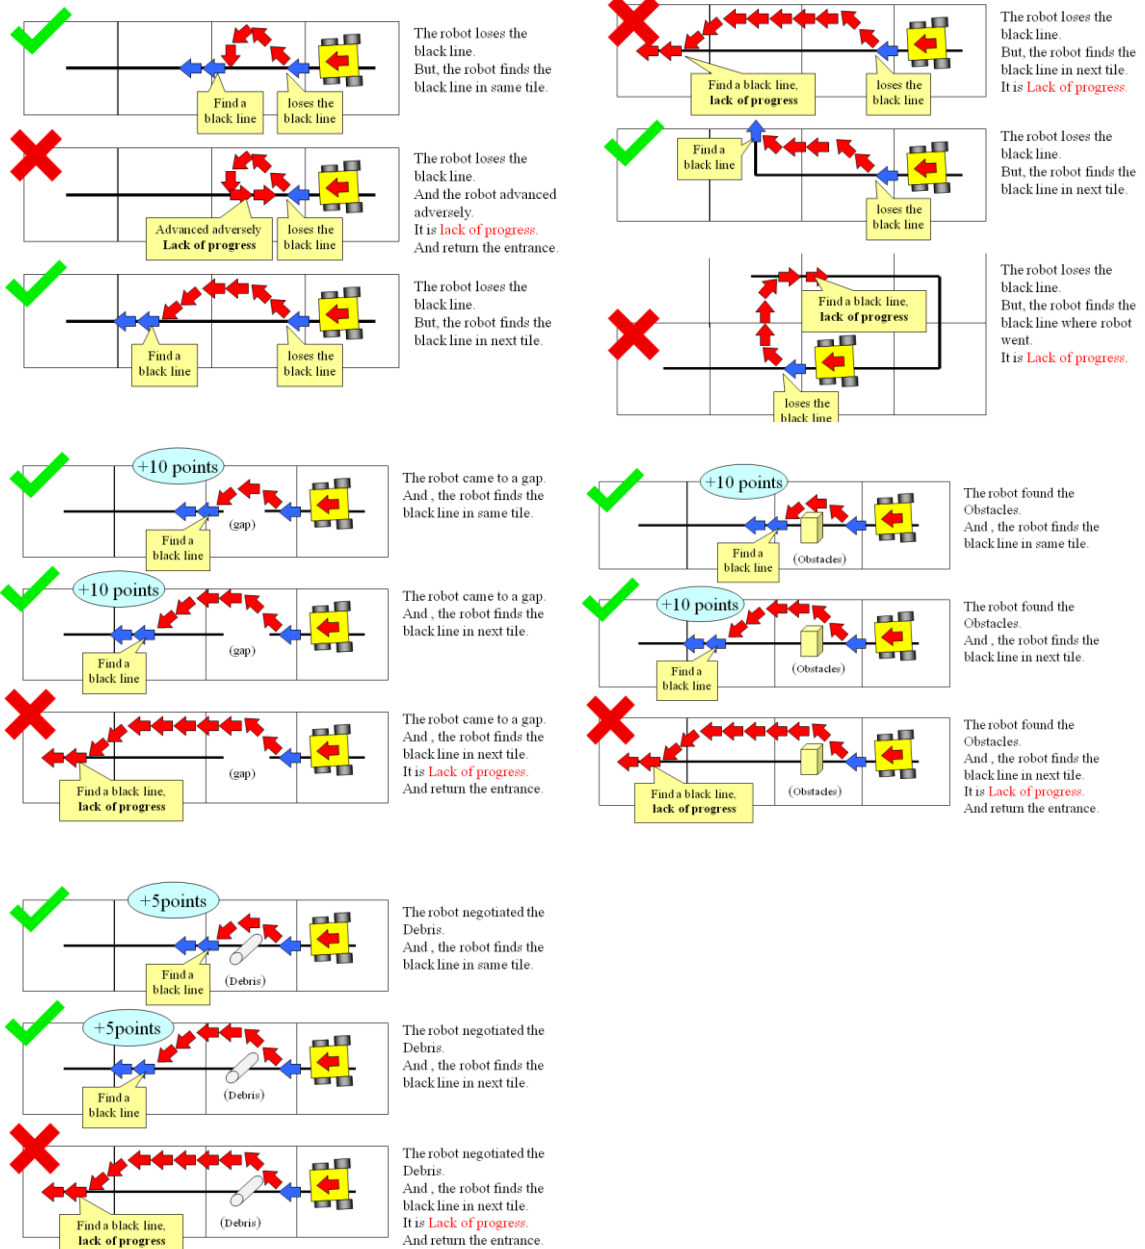 The robot loses the
black line.
But, the robot finds the
black line in same tile.
Find a
black line
loses the
black line
The robot loses the
black line.
And the robot advanced
adversely.
It is lack of progress.
And return the entrance.
Advanced adversely
Lack of progress
loses the
black line
The robot loses the
black line.
But, the robot finds the
black line in next tile.
Find a
black line
loses the
black line
The robot loses the
black line.
But, the robot finds the
black line in next tile.
It is Lack of progress.
Find a black line,
lack of progress
loses the
black line
The robot loses the
black line.
But, the robot finds the
black line in next tile.
Find a
black line
loses the
black line
The robot loses the
black line.
But, the robot finds the
black line where robot
went.
It is Lack of progress.
Find a black line,
lack of progress
loses the
black line
+10 points
The robot came to a gap.
And , the robot finds the
black line in same tile.
(gap)
Find a
black line
+10 points
The robot came to a gap.
And , the robot finds the
black line in next tile.
(gap)
Find a
black line
The robot came to a gap.
And , the robot finds the
black line in next tile.
It is Lack of progress.
And return the entrance.
(gap)
Find a black line,
lack of progress
+10 points
The robot found the
Obstacles.
And , the robot finds the
black line in same tile.
Find a
black line
(Obstacles)
+10 points
The robot found the
Obstacles.
And , the robot finds the
black line in next tile.
Find a
black line
(Obstacles)
The robot found the
Obstacles.
And , the robot finds the
black line in next tile.
It is Lack of progress.
And return the entrance.
(Obstacles)
Find a black line,
lack of progress
+5points
The robot negotiated the
Debris.
And , the robot finds the
black line in same tile.
Find a
black line
(Debris)
+5points
The robot negotiated the
Debris.
And , the robot finds the
black line in next tile.
Find a
black line
(Debris)
The robot negotiated the
Debris.
And , the robot finds the
black line in next tile.
It is Lack of progress.
And return the entrance.
(Debris)
Find a black line,
lack of progress